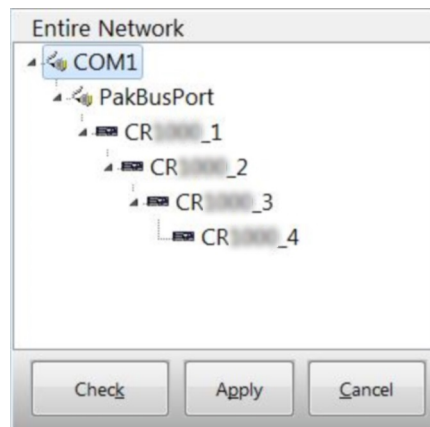 Entire Network
COM1
PakBusPort
CR _1
CR _2
CR _3
CR _4
Check Apply Cancel